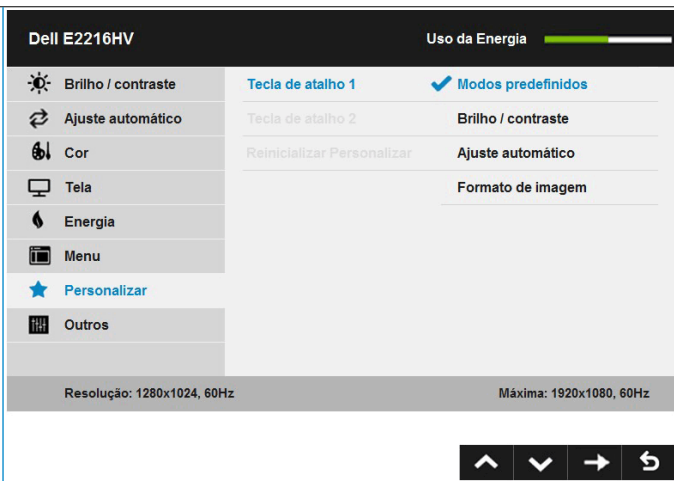 Dell E2216HV Uso da Energia
Brilho / contraste Tecla de atalho 1 Modos predefinidos
Ajuste automático Tecla de atalho 2 Brilho / contraste
Cor Reinicializar Personalizar Ajuste automático
Tela Formato de imagem
Energia
Menu
Personalizar
Outros
Resolução: 1280x1024, 60Hz Máxima: 1920x1080, 60Hz